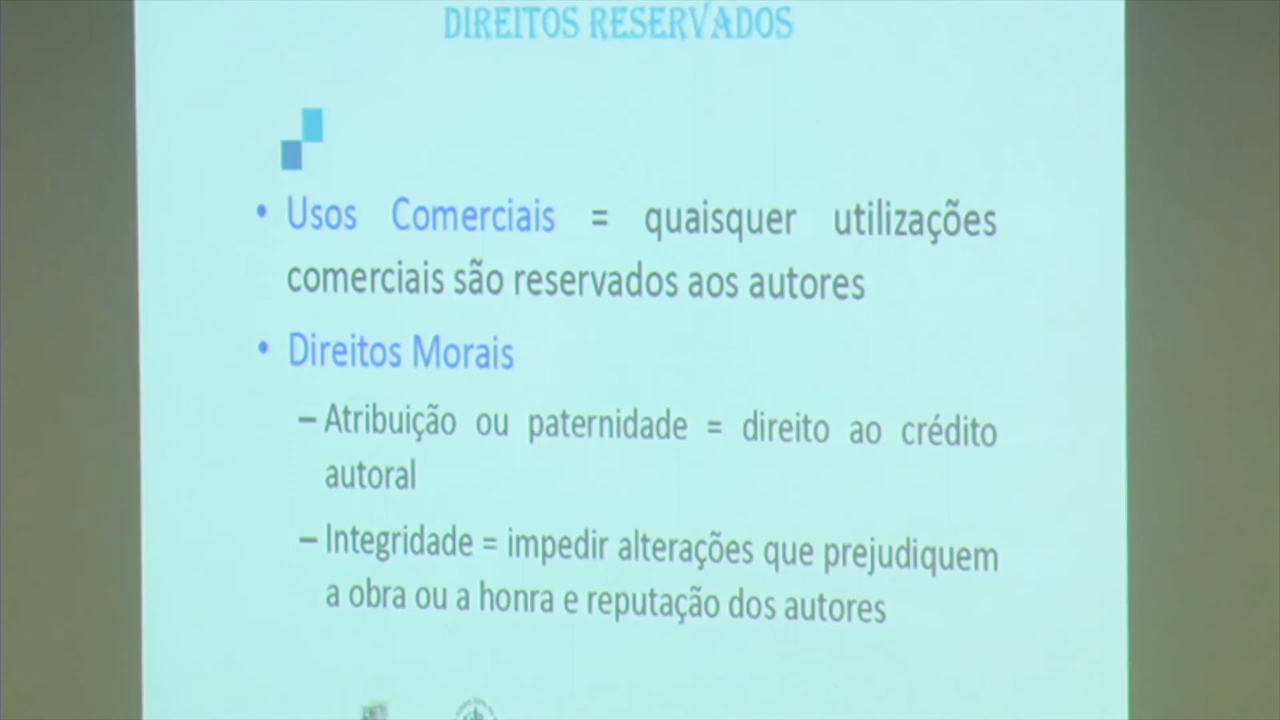 DIREITOS RESERVADOS
• Usos Comerciais = quaisquer utilizações
comerciais são reservados aos autores
• Direitos Morais
– Atribuição ou paternidade = direito ao crédito
autoral
– Integridade = impedir alterações que prejudiquem
a obra ou a honra e reputação dos autores